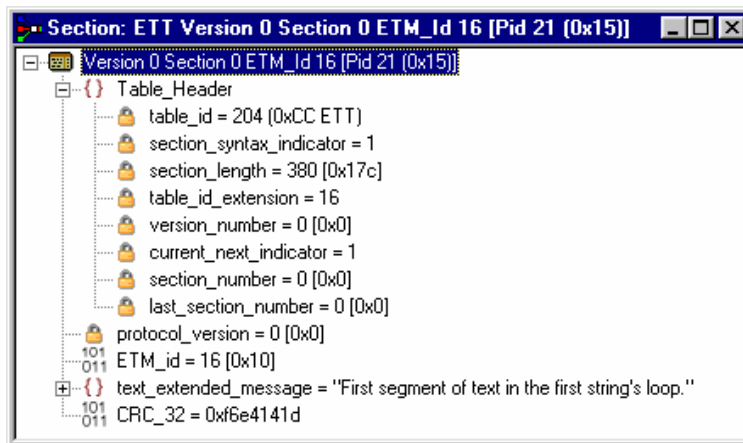 Section: ETT Version 0 Section 0 ETM_Id 16 [Pid 21 (0x15)]
Version 0 Section 0 ETM_Id 16 [Pid 21 (0x15)]
{} Table_Header
table_id = 204 (0xCC ETT)
section_syntax_indicator = 1
section_length = 380 [0x17c]
table_id_extension = 16
version_number = 0 [0x0]
current_next_indicator = 1
section_number = 0 [0x0]
last_section_number = 0 [0x0]
protocol_version = 0 [0x0]
101
011 ETM_id = 16 [0x10]
{} text_extended_message = "First segment of text in the first string's loop."
101
011 CRC_32 = 0xf6e4141d